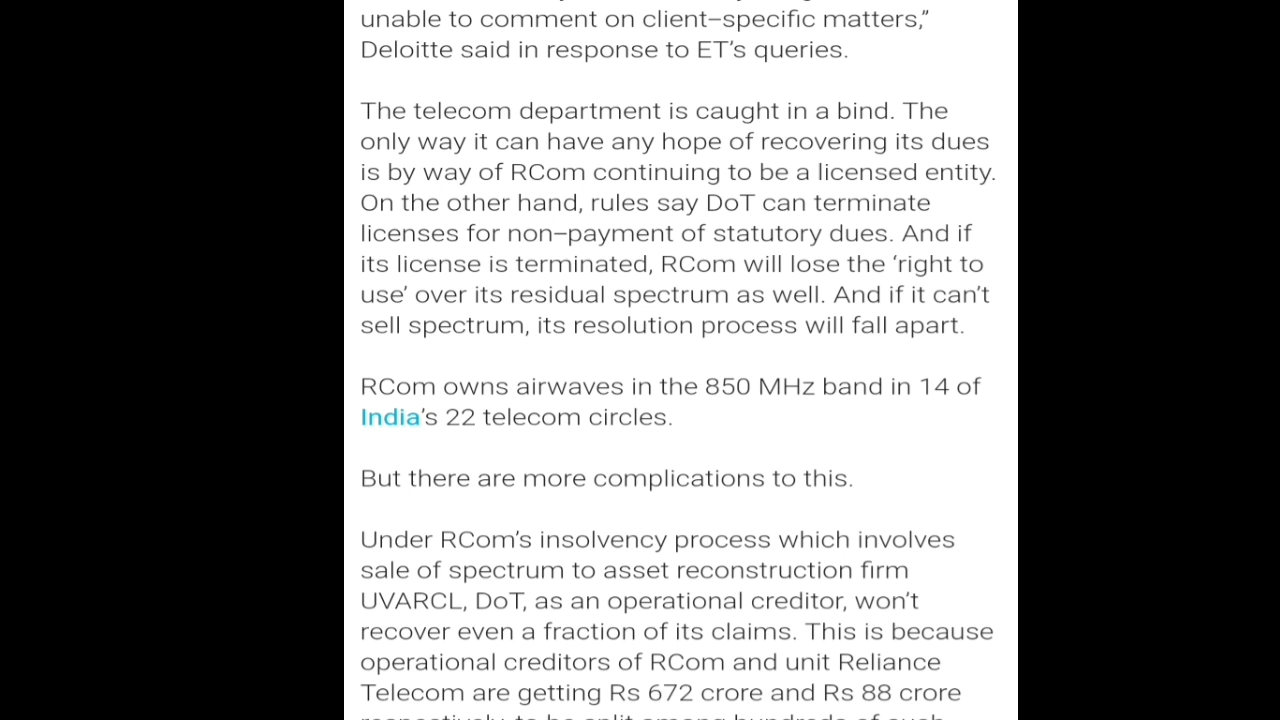 unable to comment on client–specific matters,”
Deloitte said in response to ET’s queries.
The telecom department is caught in a bind. The
only way it can have any hope of recovering its dues
is by way of RCom continuing to be a licensed entity.
On the other hand, rules say DoT can terminate
licenses for non–payment of statutory dues. And if
its license is terminated, RCom will lose the ‘right to
use’ over its residual spectrum as well. And if it can’t
sell spectrum, its resolution process will fall apart.
RCom owns airwaves in the 850 MHz band in 14 of
India’s 22 telecom circles.
But there are more complications to this.
Under RCom’s insolvency process which involves
sale of spectrum to asset reconstruction firm
UVARCL, DoT, as an operational creditor, won’t
recover even a fraction of its claims. This is because
operational creditors of RCom and unit Reliance
Telecom are getting Rs 672 crore and Rs 88 crore